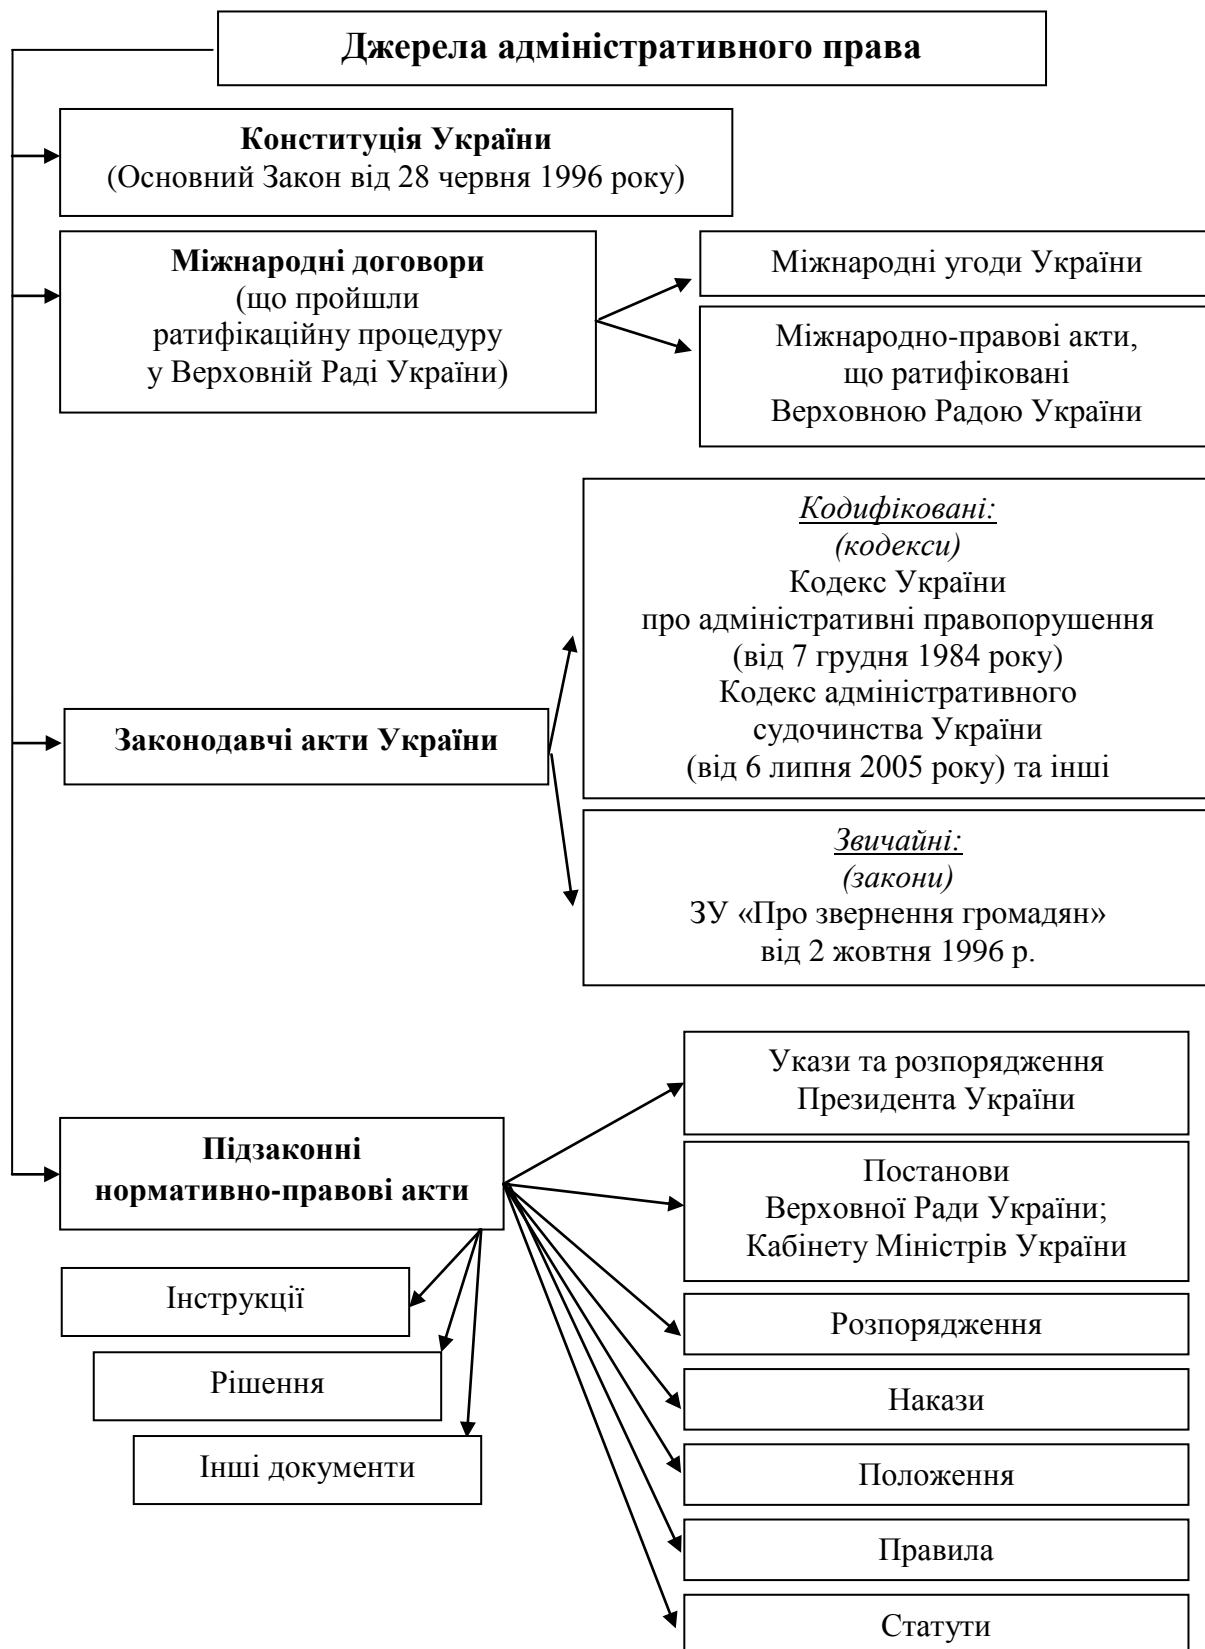 Джерела адміністративного права
Конституція України
(Основний Закон від 28 червня 1996 року)
Міжнародні договори
(що пройшли
ратифікаційну процедуру
у Верховній Раді України)
Міжнародні угоди України
Міжнародно-правові акти,
що ратифіковані
Верховною Радою України
Законодавчі акти України
Кодифіковані:
(кодекси)
Кодекс України
про адміністративні правопорушення
(від 7 грудня 1984 року)
Кодекс адміністративного
судочинства України
(від 6 липня 2005 року) та інші
Звичайні:
(закони)
ЗУ «Про звернення громадян»
від 2 жовтня 1996 р.
Підзаконні
нормативно-правові акти
Укази та розпорядження
Президента України
Постанови
Верховної Ради України;
Кабінету Міністрів України
Розпорядження
Накази
Положення
Правила
Статути
Інструкції
Рішення
Інші документи